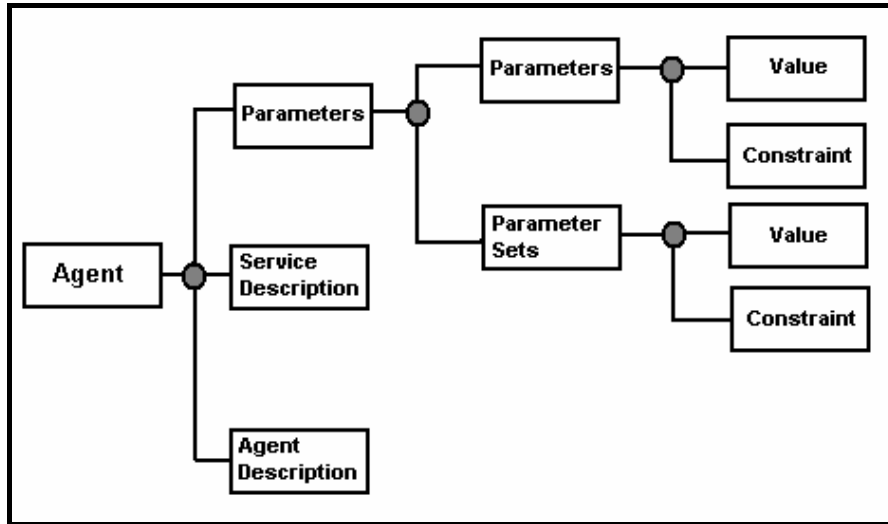 Agent
Parameters
Service
Description
Agent
Description
Parameters
Parameter
Sets
Value
Constraint
Value
Constraint